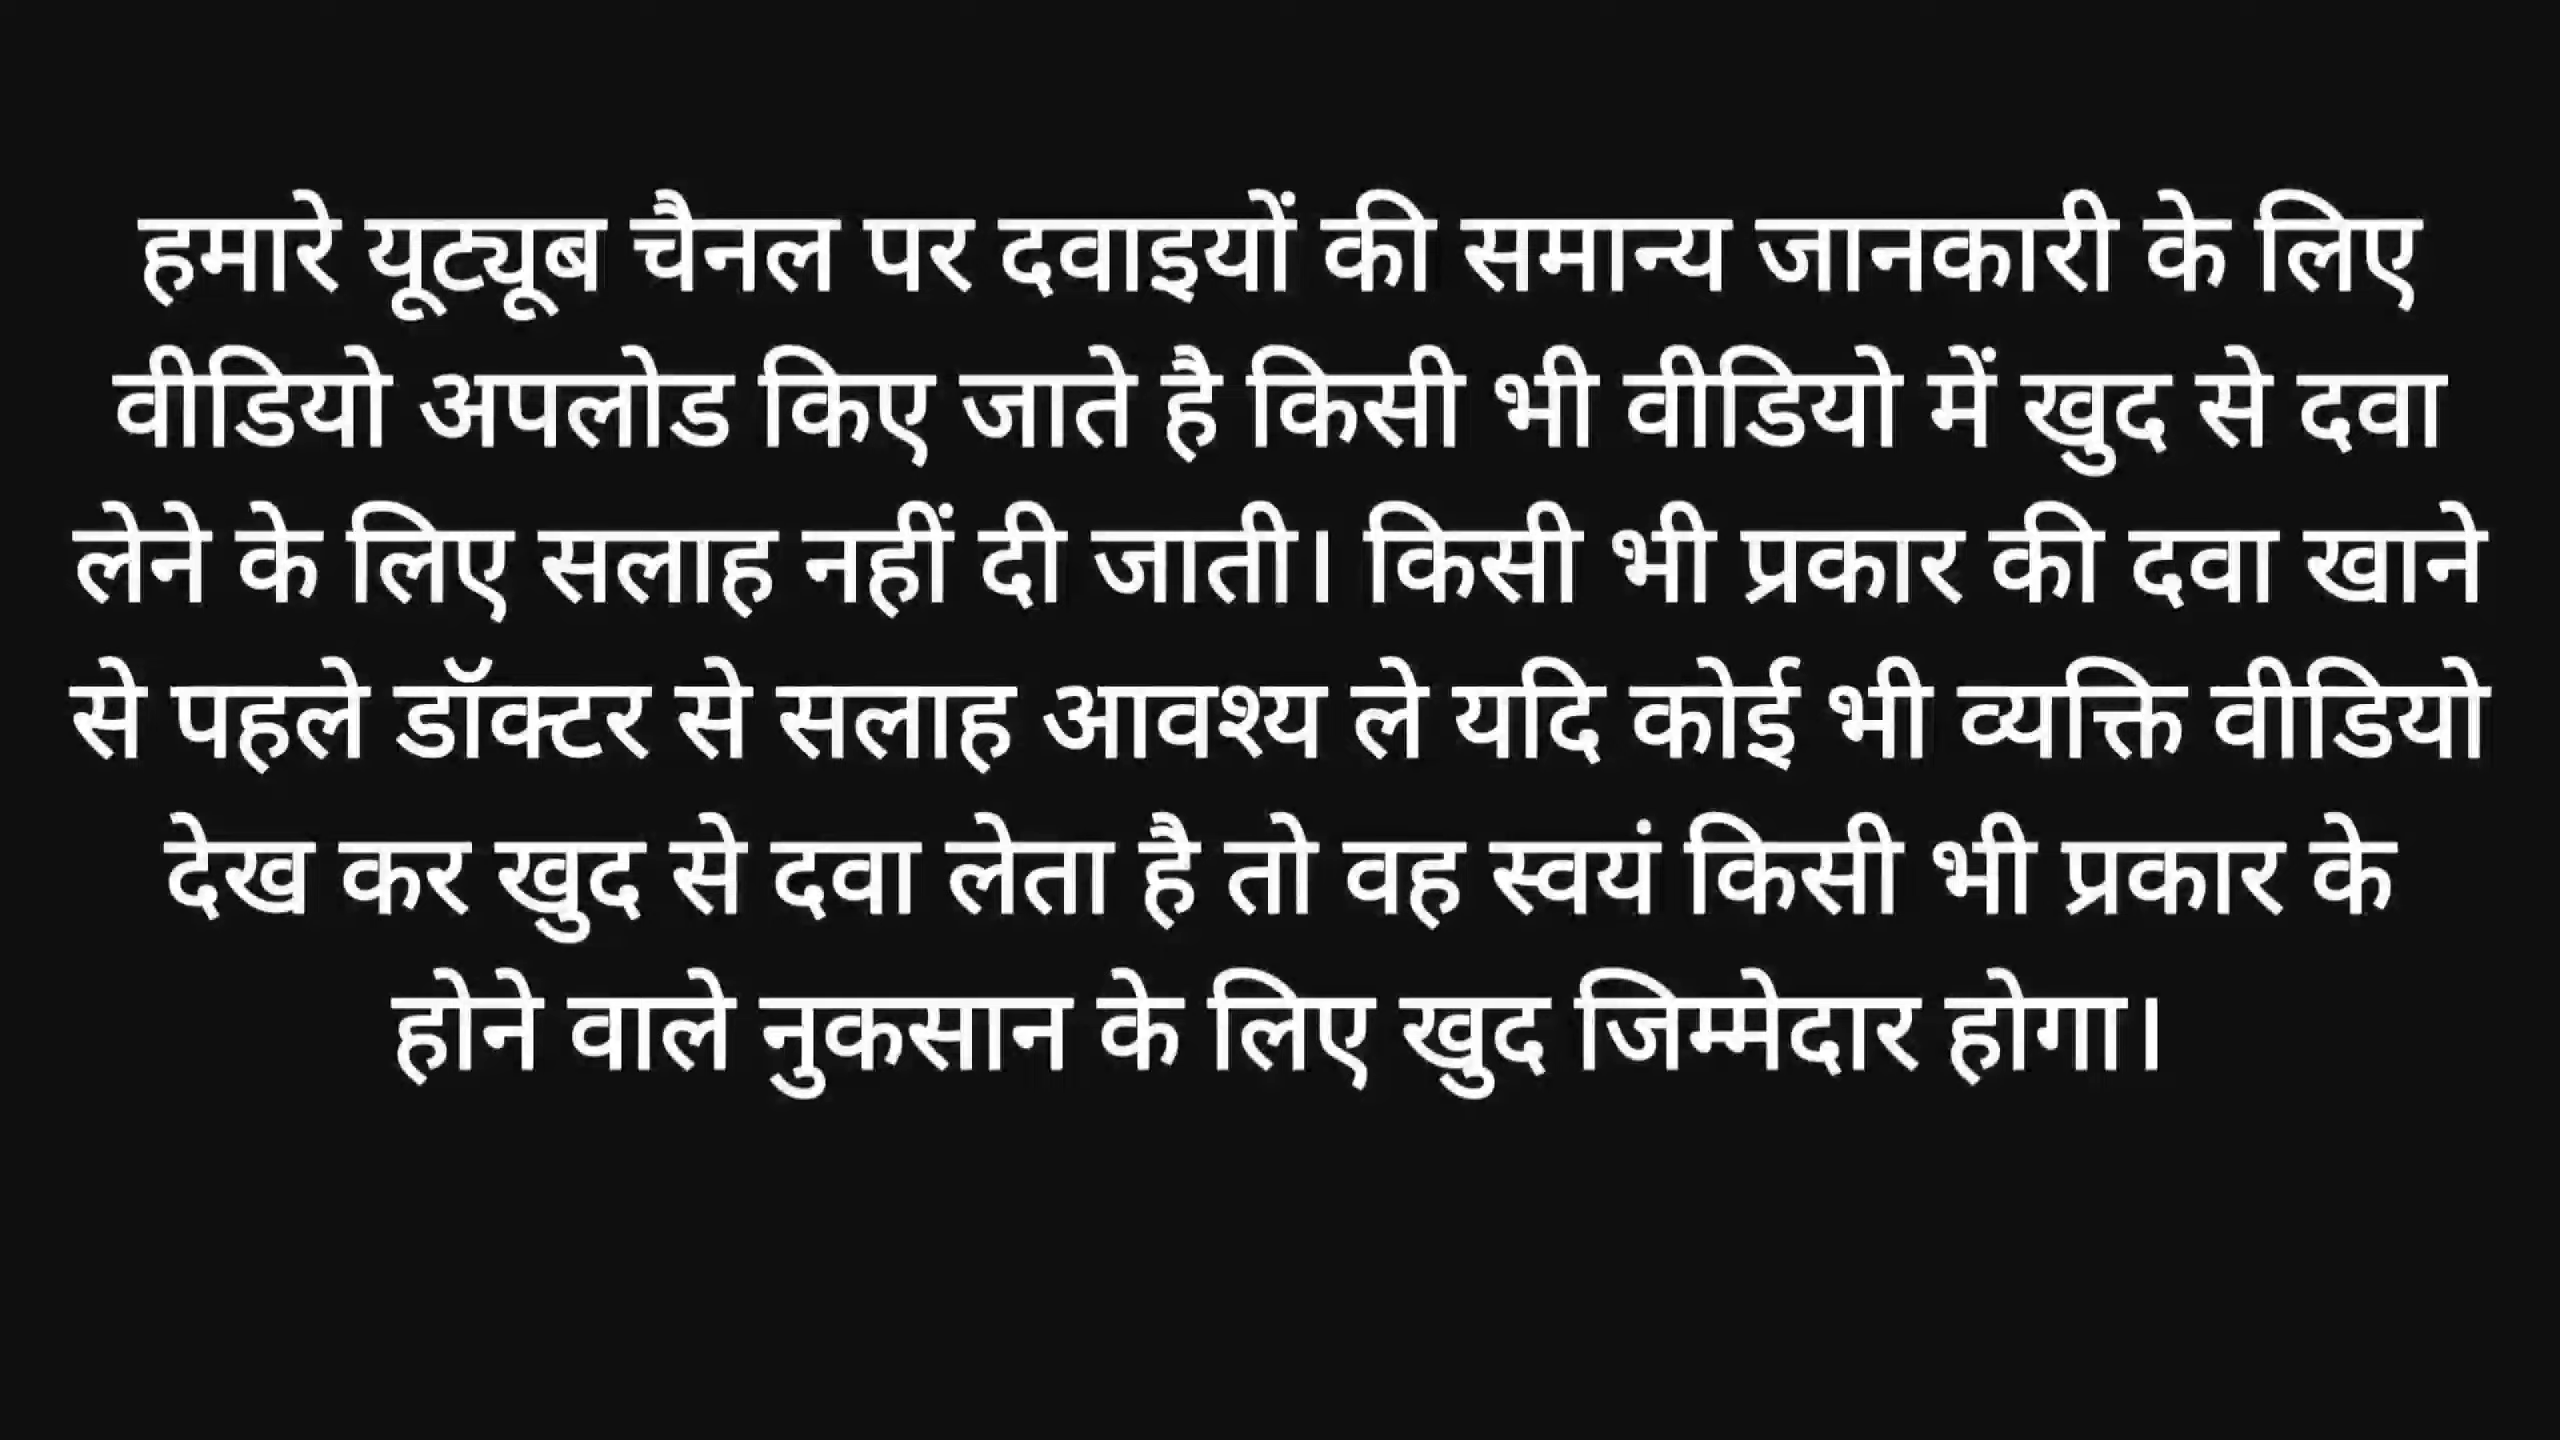 हमारे यूट्यूब चैनल पर दवाइयों की समान्य जानकारी के लिए
वीडियो अपलोड किए जाते है किसी भी वीडियो में खुद से दवा
लेने के लिए सलाह नहीं दी जाती। किसी भी प्रकार की दवा खाने
से पहले डॉक्टर से सलाह आवश्य ले यदि कोई भी व्यक्ति वीडियो
देख कर खुद से दवा लेता है तो वह स्वयं किसी भी प्रकार के
होने वाले नुकसान के लिए खुद जिम्मेदार होगा।